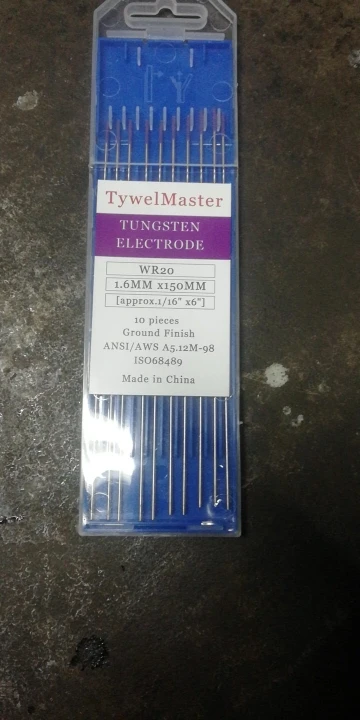 TywelMaster
TUNGSTEN
ELECTRODE
WR20
1.6MM x150MM
[approx.1/16" x6"]
10 pieces
Ground Finish
ANSI/AWS A5.12M-98
ISO68489
Made in China